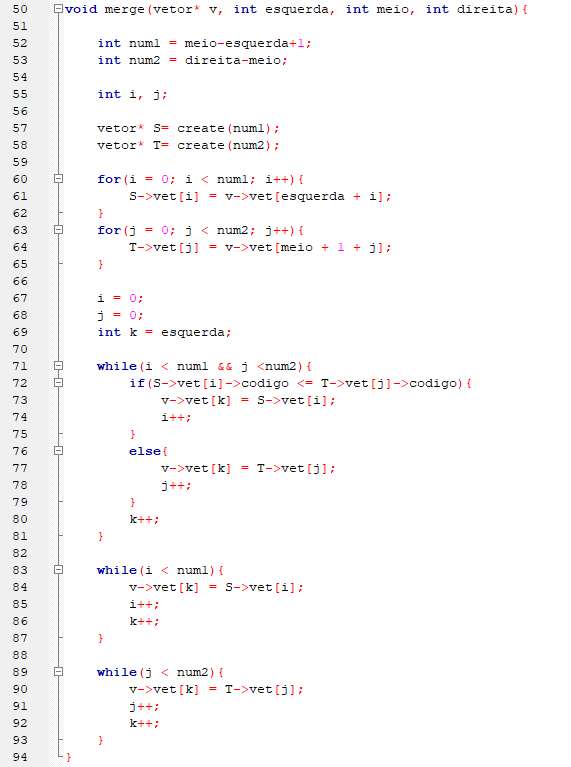 50 void merge(vetor* v, int esquerda, int meio, int direita){
51
52     int num1 = meio-esquerda+1;
53     int num2 = direita-meio;
54
55     int i, j;
56
57     vetor* S= create(num1);
58     vetor* T= create(num2);
59
60     for(i = 0; i < num1; i++){
61         S->vet[i] = v->vet[esquerda + i];
62     }
63     for(j = 0; j < num2; j++){
64         T->vet[j] = v->vet[meio + 1 + j];
65     }
66
67     i = 0;
68     j = 0;
69     int k = esquerda;
70
71     while(i < num1 && j <num2){
72         if(S->vet[i]->codigo <= T->vet[j]->codigo){
73             v->vet[k] = S->vet[i];
74             i++;
75         }
76         else{
77             v->vet[k] = T->vet[j];
78             j++;
79         }
80         k++;
81     }
82
83     while(i < num1){
84         v->vet[k] = S->vet[i];
85         i++;
86         k++;
87     }
88
89     while(j < num2){
90         v->vet[k] = T->vet[j];
91         j++;
92         k++;
93     }
94 }